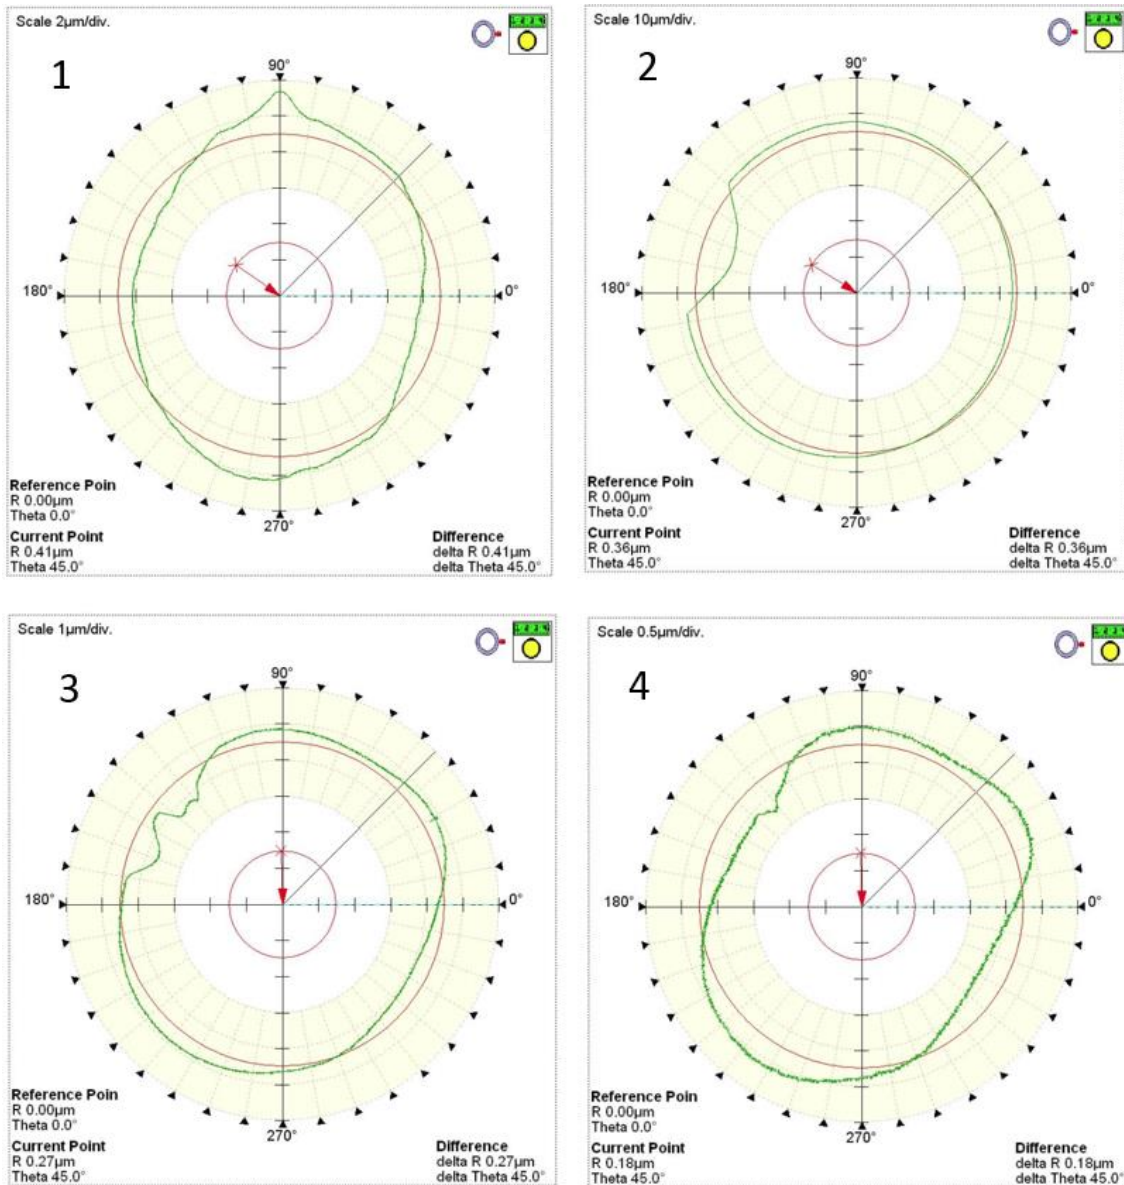 Scale 2µm/div.
1
90°
180°
0°
270°
Reference Poin
R 0.00µm
Theta 0.0°
Current Point
R 0.41µm
Theta 45.0°
Difference
delta R 0.41µm
delta Theta 45.0°
Scale 10µm/div.
2
90°
180°
0°
270°
Reference Poin
R 0.00µm
Theta 0.0°
Current Point
R 0.36µm
Theta 45.0°
Difference
delta R 0.36µm
delta Theta 45.0°
Scale 1µm/div.
3
90°
180°
0°
270°
Reference Poin
R 0.00µm
Theta 0.0°
Current Point
R 0.27µm
Theta 45.0°
Difference
delta R 0.27µm
delta Theta 45.0°
Scale 0.5µm/div.
4
90°
180°
0°
270°
Reference Poin
R 0.00µm
Theta 0.0°
Current Point
R 0.18µm
Theta 45.0°
Difference
delta R 0.18µm
delta Theta 45.0°